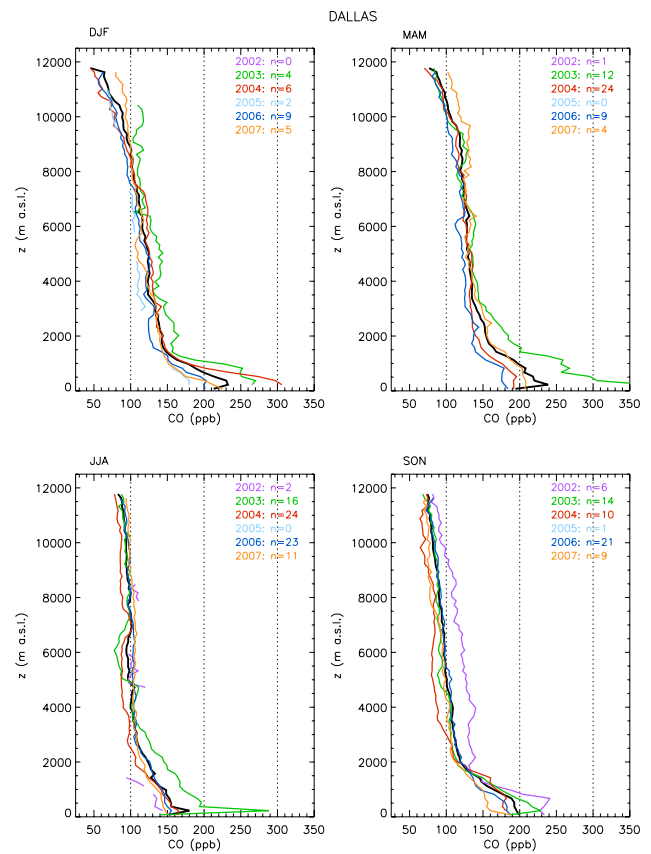 DALLAS
DJF
2002: n=0
2003: n=4
2004: n=6
2005: n=2
2006: n=9
2007: n=5
12000
10000
8000
6000
4000
2000
0
z (m a.s.l.)
50 100 150 200 250 300 350
CO (ppb)
MAM
2002: n=1
2003: n=12
2004: n=24
2005: n=0
2006: n=9
2007: n=4
12000
10000
8000
6000
4000
2000
0
z (m a.s.l.)
50 100 150 200 250 300 350
CO (ppb)
JJA
2002: n=2
2003: n=16
2004: n=24
2005: n=0
2006: n=23
2007: n=11
12000
10000
8000
6000
4000
2000
0
z (m a.s.l.)
50 100 150 200 250 300 350
CO (ppb)
SON
2002: n=6
2003: n=14
2004: n=10
2005: n=1
2006: n=21
2007: n=9
12000
10000
8000
6000
4000
2000
0
z (m a.s.l.)
50 100 150 200 250 300 350
CO (ppb)